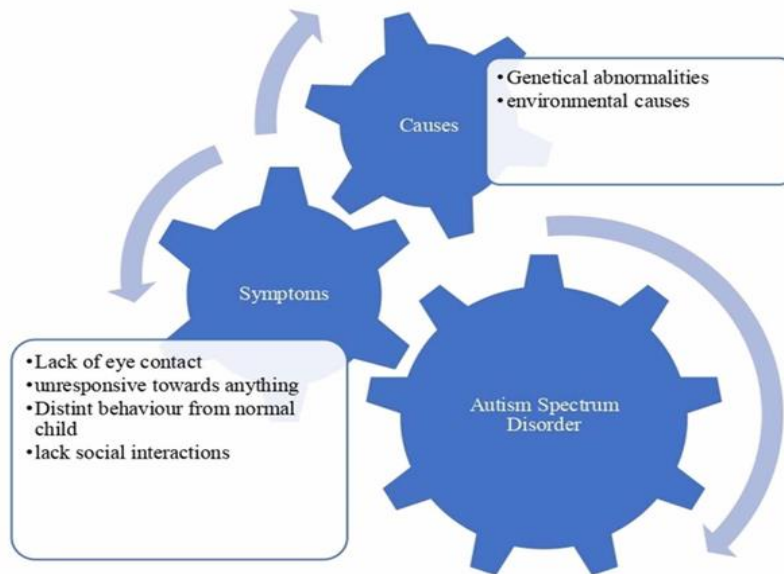 Causes
•Genetical abnormalities
•environmental causes
Symptoms
•Lack of eye contact
•unresponsive towards anything
•Distint behaviour from normal
child
•lack social interactions
Autism Spectrum
Disorder